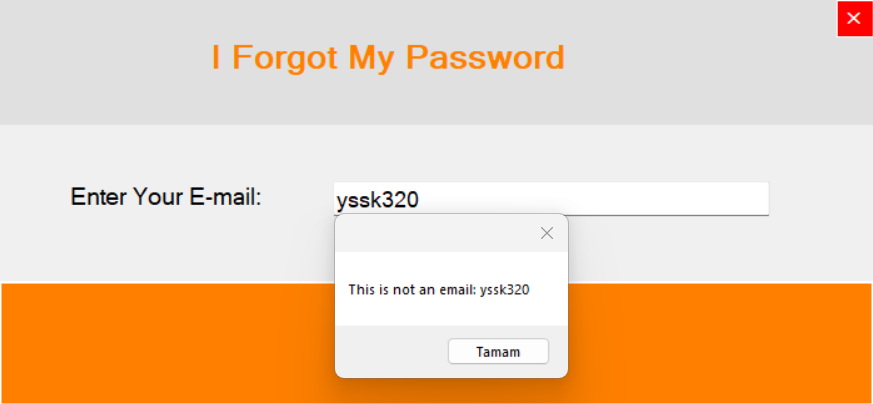 I Forgot My Password
Enter Your E-mail:
yssk320
This is not an email: yssk320
Tamam